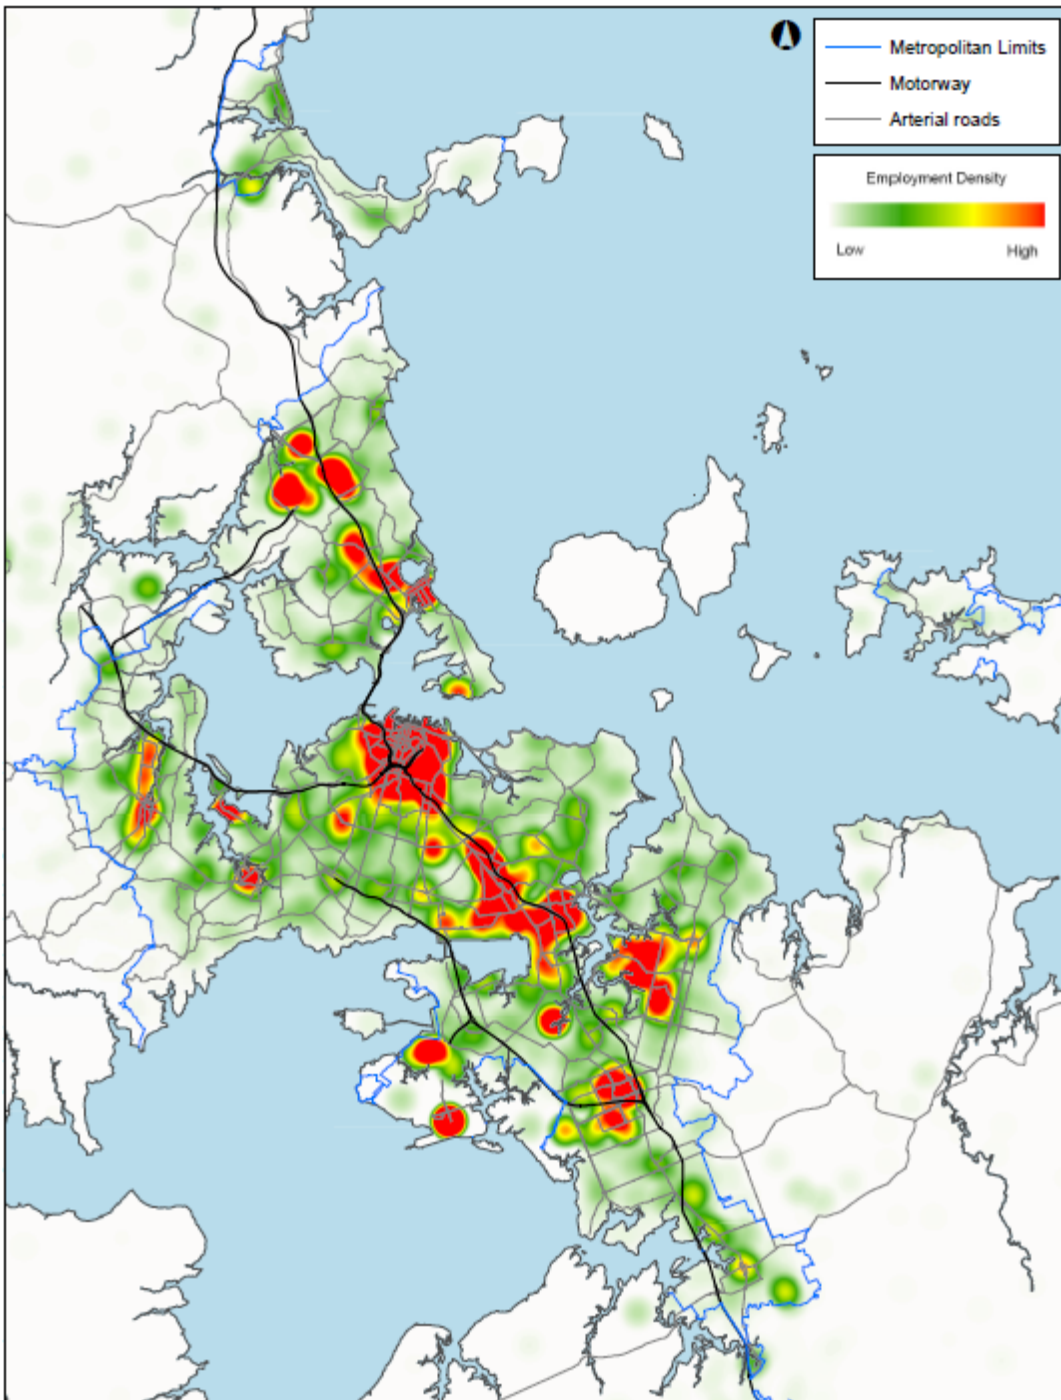 Metropolitan Limits
Motorway
Arterial roads
Employment Density
Low
High